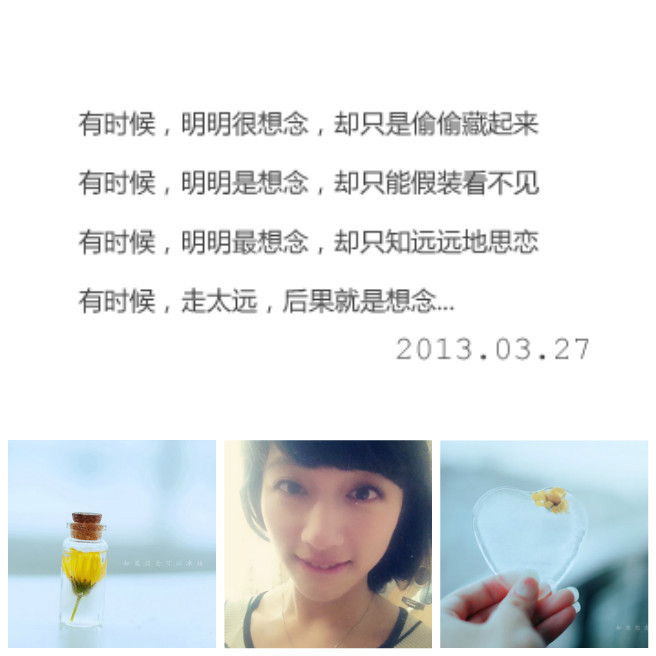 有时候，明明很想念，却只是偷偷藏起来
有时候，明明是想念，却只能假装看不见
有时候，明明最想念，却只知远远地思恋
有时候，走太远，后果就是想念...
2013.03.27